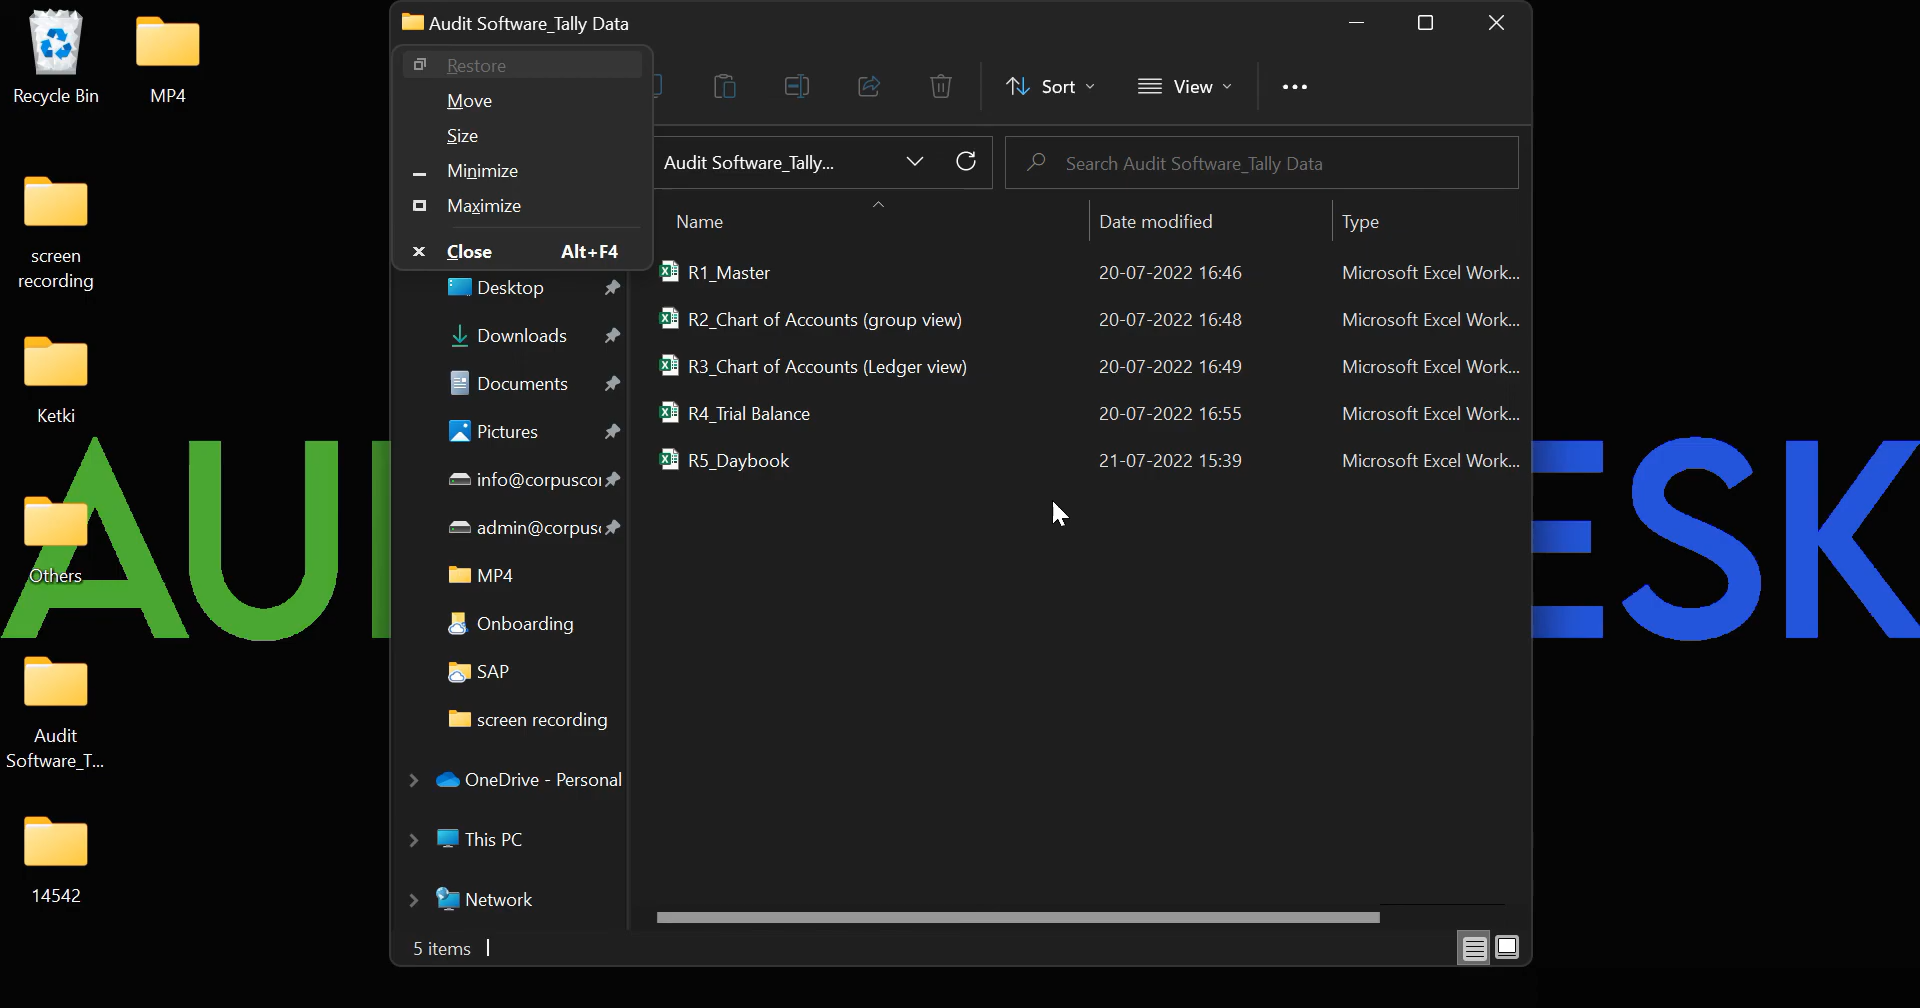 Recycle Bin
MP4
screen
recording
Ketki
Others
Audit
Software_T...
14542
AU
ESK
Audit Software_Tally Data
Restore
Move
Size
Minimize
Maximize
Close Alt+F4
Sort
View
Audit Software_Tally...
Search Audit Software_Tally Data
Name Date modified Type
R1_Master 20-07-2022 16:46 Microsoft Excel Work...
R2_Chart of Accounts (group view) 20-07-2022 16:48 Microsoft Excel Work...
R3_Chart of Accounts (Ledger view) 20-07-2022 16:49 Microsoft Excel Work...
R4_Trial Balance 20-07-2022 16:55 Microsoft Excel Work...
R5_Daybook 21-07-2022 15:39 Microsoft Excel Work...
Desktop
Downloads
Documents
Pictures
info@corpuscor
admin@corpusc
MP4
Onboarding
SAP
screen recording
OneDrive - Personal
This PC
Network
5 items